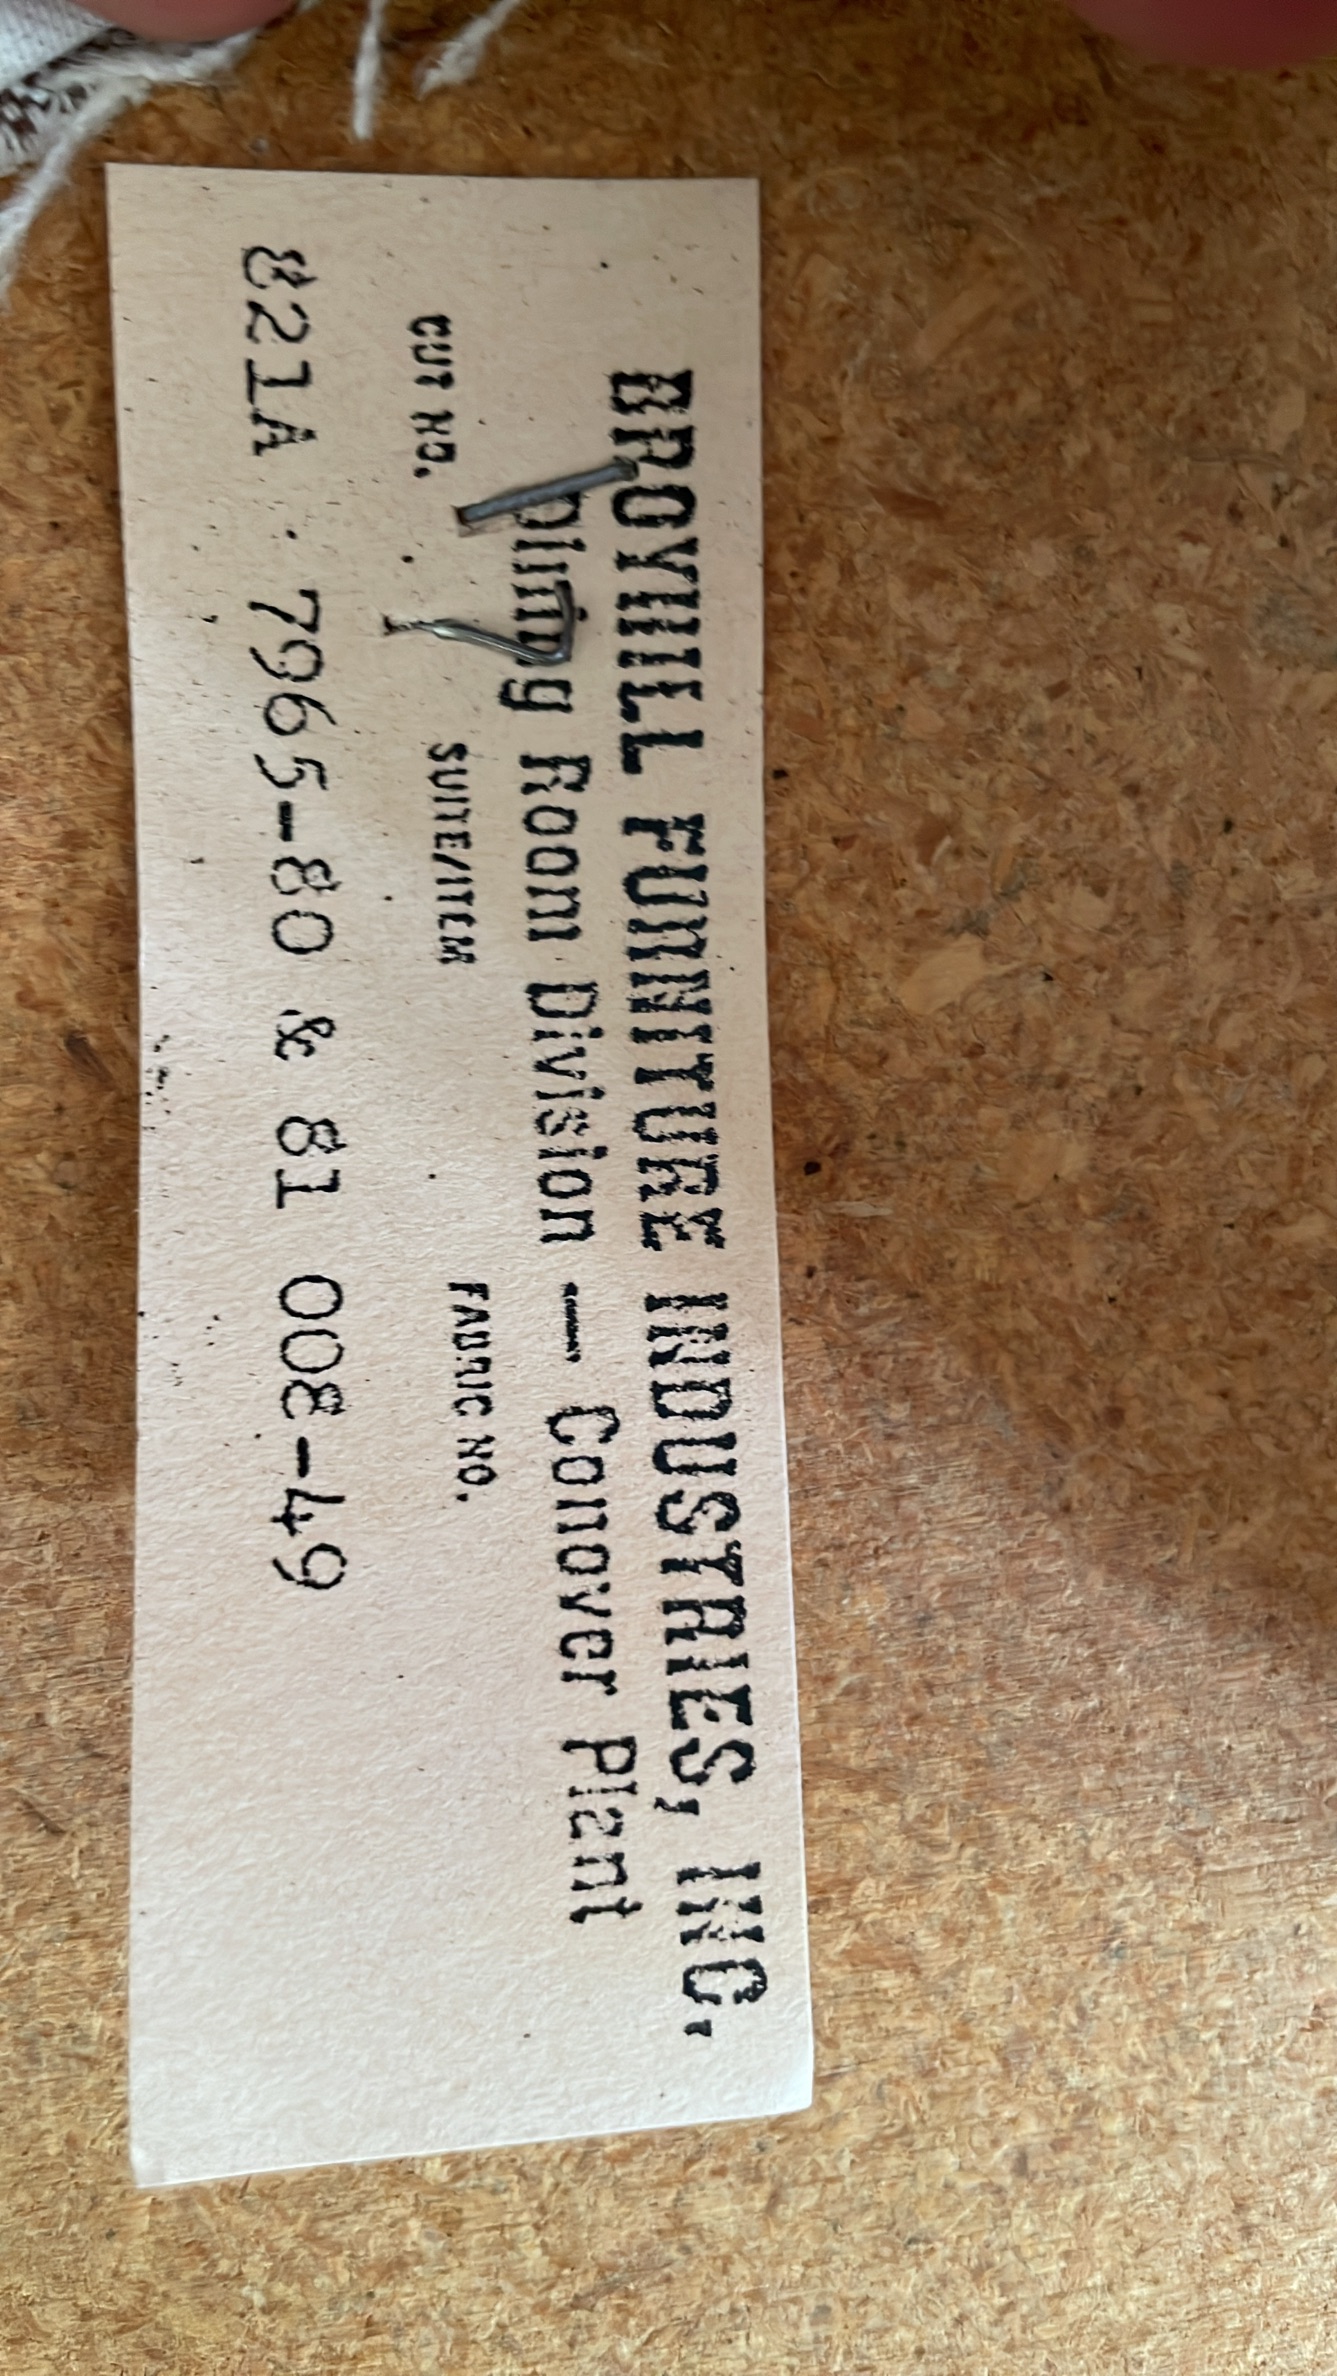 BROYHILL FURNITURE INDUSTRIES, INC.
Dining Room Division — Conover Plant
CUT NO. SUITE/ITEM FABRIC NO.
821A 7965-80 & 81 008-49